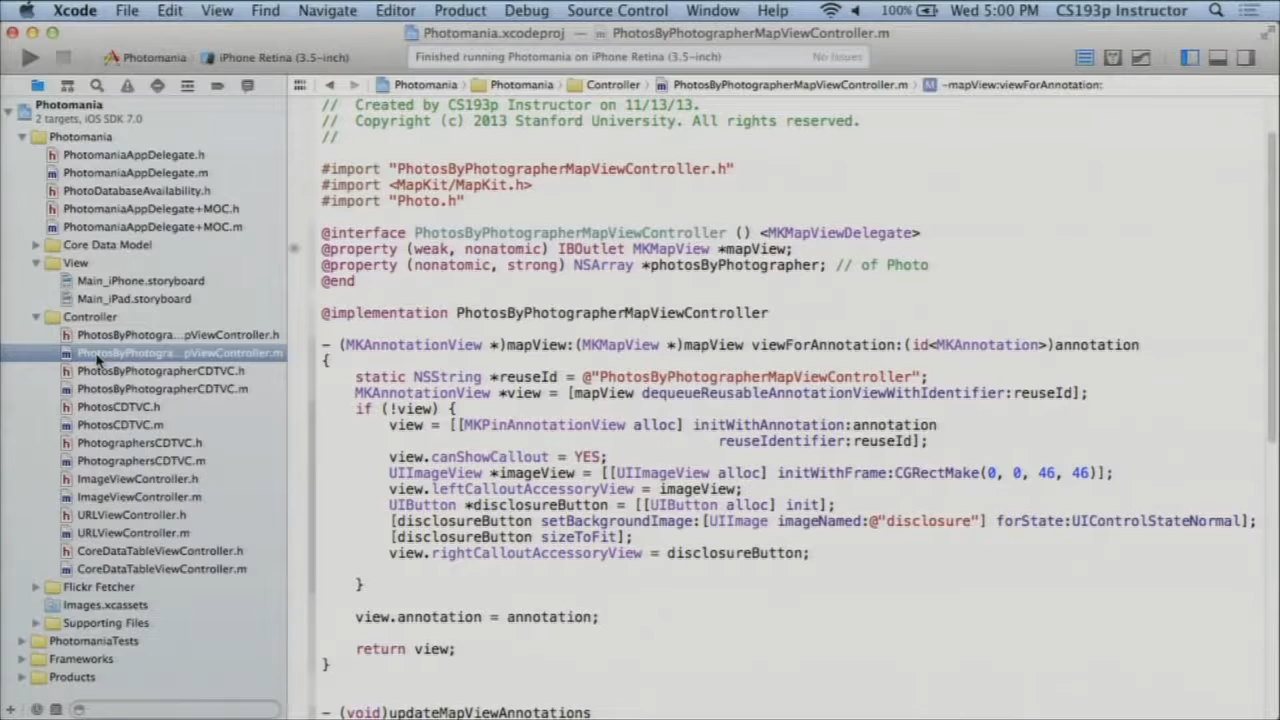 Xcode File Edit View Find Navigate Editor Product Debug Source Control Window Help 100% Wed 5:00 PM CS193p Instructor
Photomania.xcodeproj — PhotosByPhotographerMapViewController.m
Photomania iPhone Retina (3.5-inch) Finished running Photomania on iPhone Retina (3.5-inch) No Issues
Photomania Photomania Controller PhotosByPhotographerMapViewController.m M -mapView:viewForAnnotation:
Photomania
2 targets, iOS SDK 7.0
Photomania
h PhotomaniaAppDelegate.h
m PhotomaniaAppDelegate.m
h PhotoDatabaseAvailability.h
h PhotomaniaAppDelegate+MOC.h
m PhotomaniaAppDelegate+MOC.m
Core Data Model
View
Main_iPhone.storyboard
Main_iPad.storyboard
Controller
h PhotosByPhotogra...pViewController.h
m PhotosByPhotogra...pViewController.m
h PhotosByPhotographerCDTVC.h
m PhotosByPhotographerCDTVC.m
h PhotosCDTVC.h
m PhotosCDTVC.m
h PhotographersCDTVC.h
m PhotographersCDTVC.m
h ImageViewController.h
m ImageViewController.m
h URLViewController.h
m URLViewController.m
h CoreDataTableViewController.h
m CoreDataTableViewController.m
Flickr Fetcher
Images.xcassets
Supporting Files
PhotomaniaTests
Frameworks
Products
//  Created by CS193p Instructor on 11/13/13.
//  Copyright (c) 2013 Stanford University. All rights reserved.
//
#import "PhotosByPhotographerMapViewController.h"
#import <MapKit/MapKit.h>
#import "Photo.h"
@interface PhotosByPhotographerMapViewController () <MKMapViewDelegate>
@property (weak, nonatomic) IBOutlet MKMapView *mapView;
@property (nonatomic, strong) NSArray *photosByPhotographer; // of Photo
@end
@implementation PhotosByPhotographerMapViewController
- (MKAnnotationView *)mapView:(MKMapView *)mapView viewForAnnotation:(id<MKAnnotation>)annotation
{
static NSString *reuseId = @"PhotosByPhotographerMapViewController";
MKAnnotationView *view = [mapView dequeueReusableAnnotationViewWithIdentifier:reuseId];
if (!view) {
view = [[MKPinAnnotationView alloc] initWithAnnotation:annotation
reuseIdentifier:reuseId];
view.canShowCallout = YES;
UIImageView *imageView = [[UIImageView alloc] initWithFrame:CGRectMake(0, 0, 46, 46)];
view.leftCalloutAccessoryView = imageView;
UIButton *disclosureButton = [[UIButton alloc] init];
[disclosureButton setBackgroundImage:[UIImage imageNamed:@"disclosure"] forState:UIControlStateNormal];
[disclosureButton sizeToFit];
view.rightCalloutAccessoryView = disclosureButton;
}
view.annotation = annotation;
return view;
}
- (void)updateMapViewAnnotations